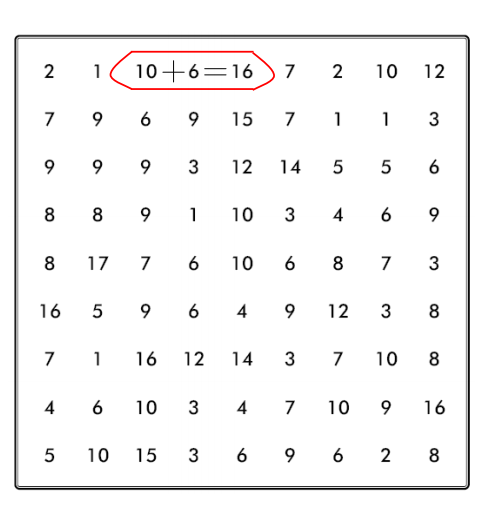 2 1 10 + 6 = 16 7 2 10 12
7 9 6 9 15 7 1 1 3
9 9 9 3 12 14 5 5 6
8 8 9 1 10 3 4 6 9
8 17 7 6 10 6 8 7 3
16 5 9 6 4 9 12 3 8
7 1 16 12 14 3 7 10 8
4 6 10 3 4 7 10 9 16
5 10 15 3 6 9 6 2 8